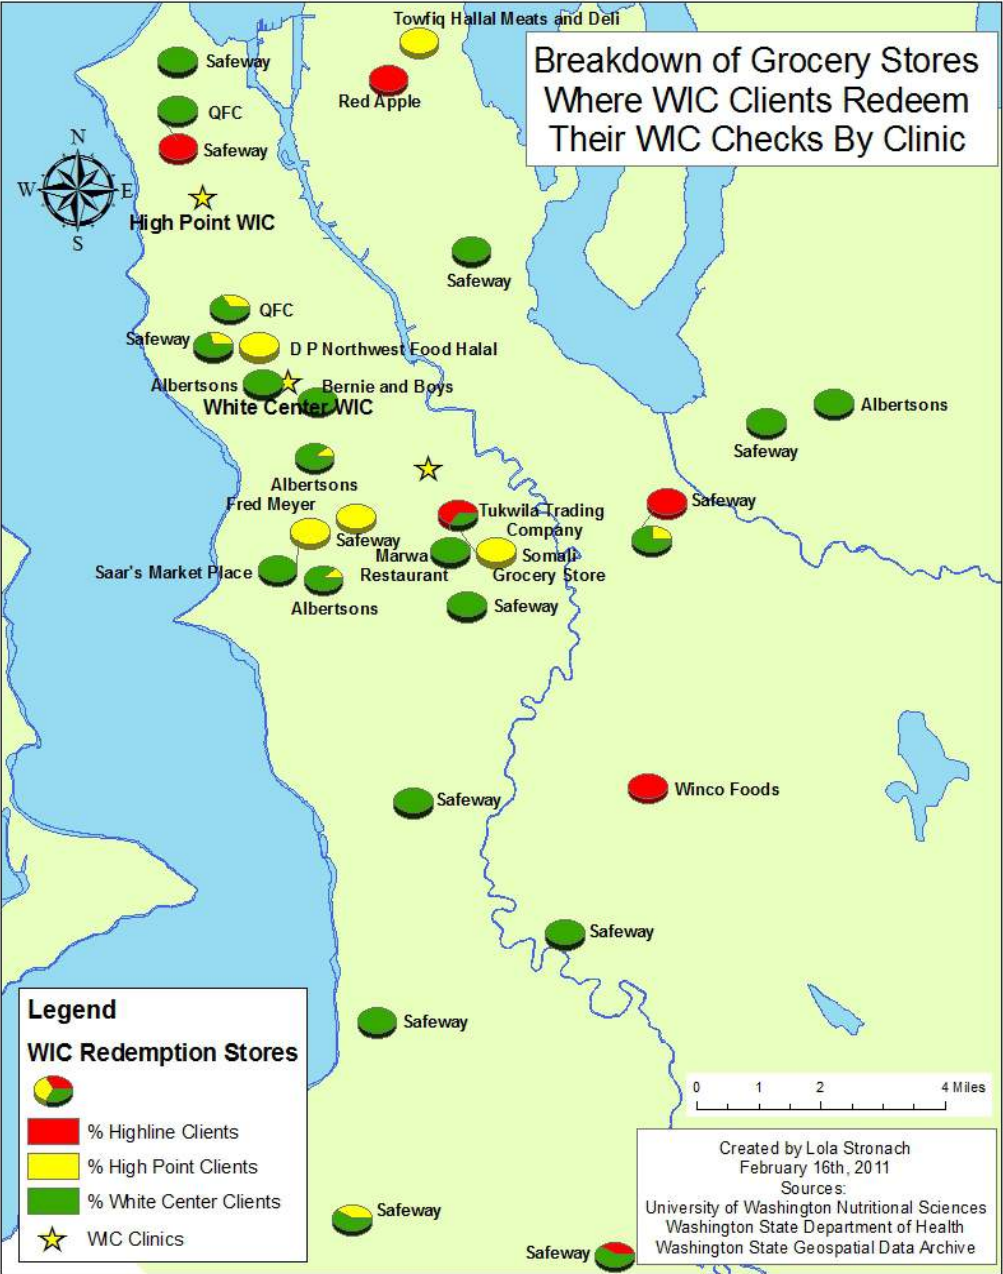 Towfiq Hallal Meats and Deli
Breakdown of Grocery Stores
Where WIC Clients Redeem
Their WIC Checks By Clinic
Safeway
Red Apple
QFC
Safeway
N
W
E
S
High Point WIC
Safeway
QFC
Safeway
D P Northwest Food Halal
Albertsons
Bernie and Boys
White Center WIC
Albertsons
Safeway
Albertsons
Fred Meyer
Safeway
Safeway
Tukwila Trading
Company
Marwa
Restaurant
Somali
Grocery Store
Saar's Market Place
Albertsons
Safeway
Safeway
Winco Foods
Safeway
Safeway
Legend
WIC Redemption Stores
% Highline Clients
% High Point Clients
% White Center Clients
WIC Clinics
0 1 2 4 Miles
Safeway
Safeway
Created by Lola Stronach
February 16th, 2011
Sources:
University of Washington Nutritional Sciences
Washington State Department of Health
Washington State Geospatial Data Archive